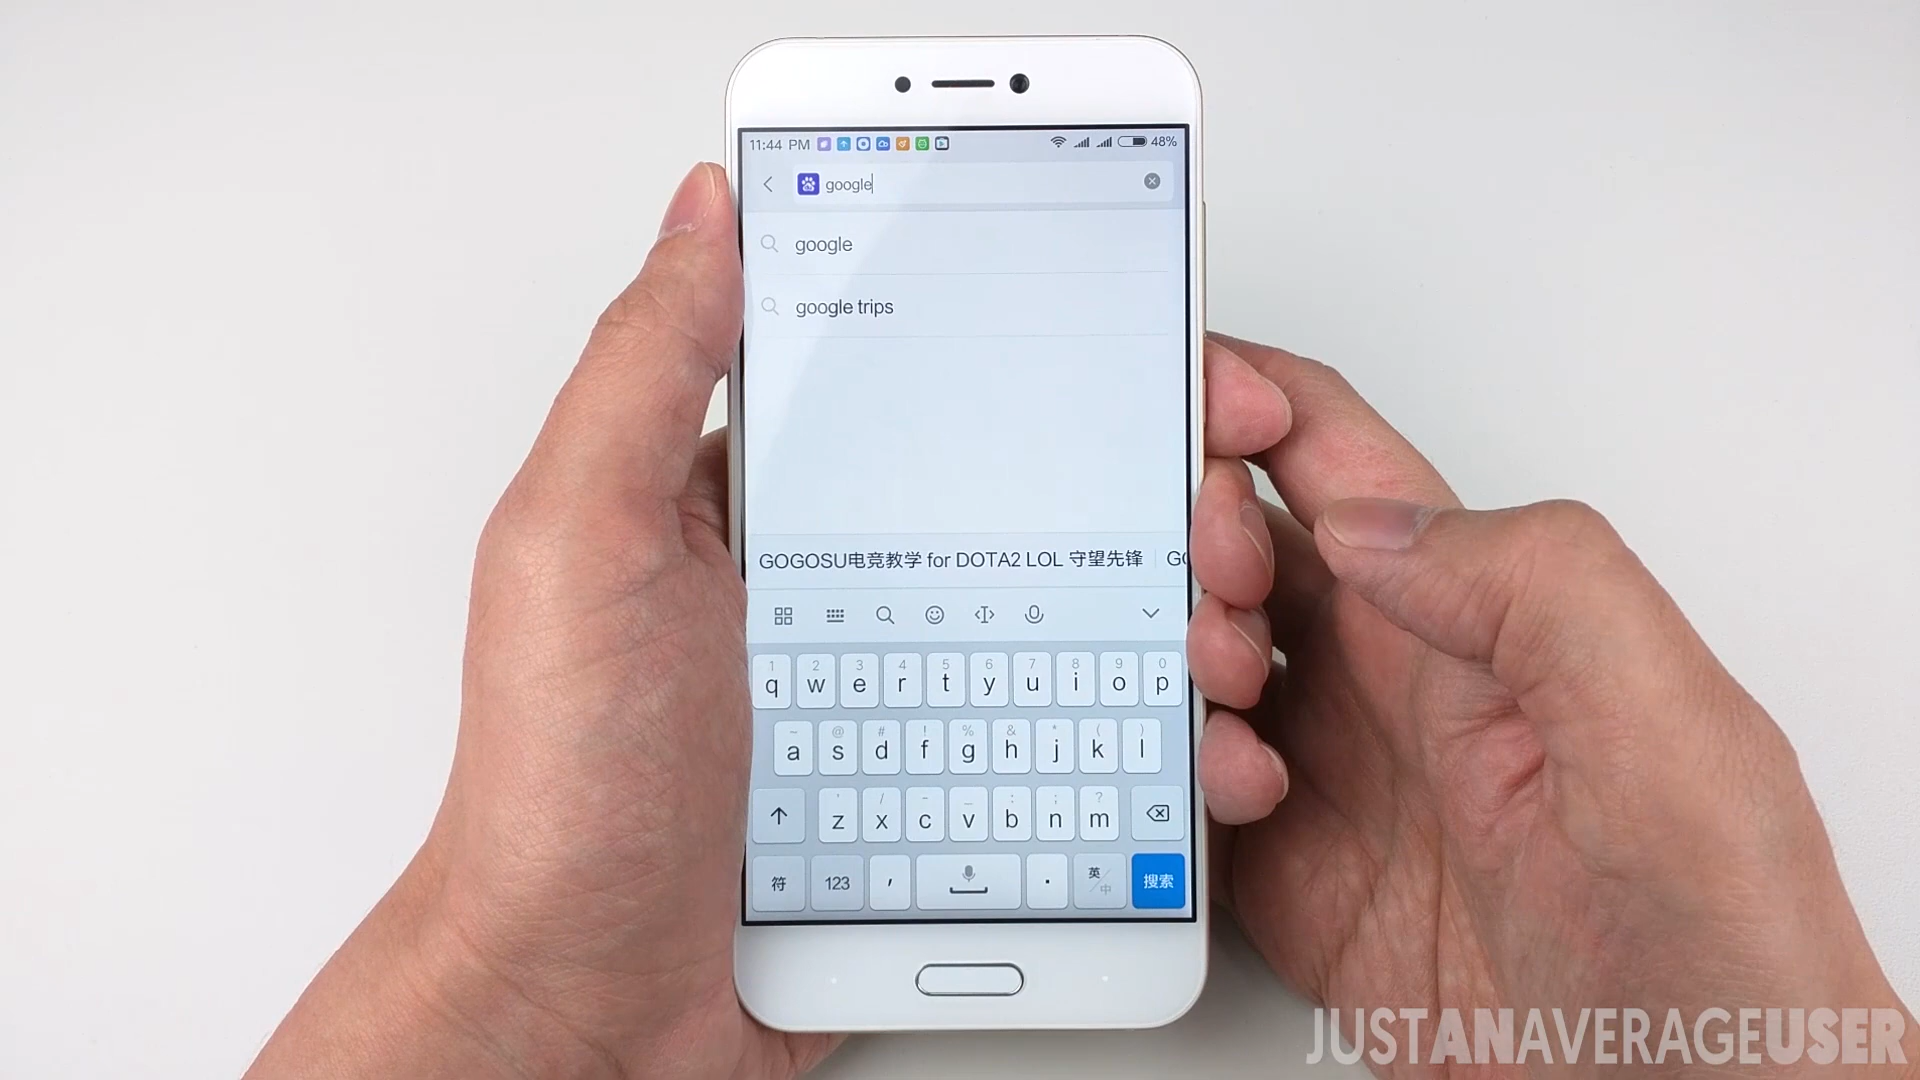 11:44 PM 48%
google
google
google trips
GOGOSU电竞教学 for DOTA2 LOL 守望先锋 GO
1 2 3 4 5 6 7 8 9 0
q w e r t y u i o p
~ @ # ! % & * ( )
a s d f g h j k l
' / - _ : ; ?
z x c v b n m
符 123 , . 英/中 搜索
JUSTANAVERAGEUSER